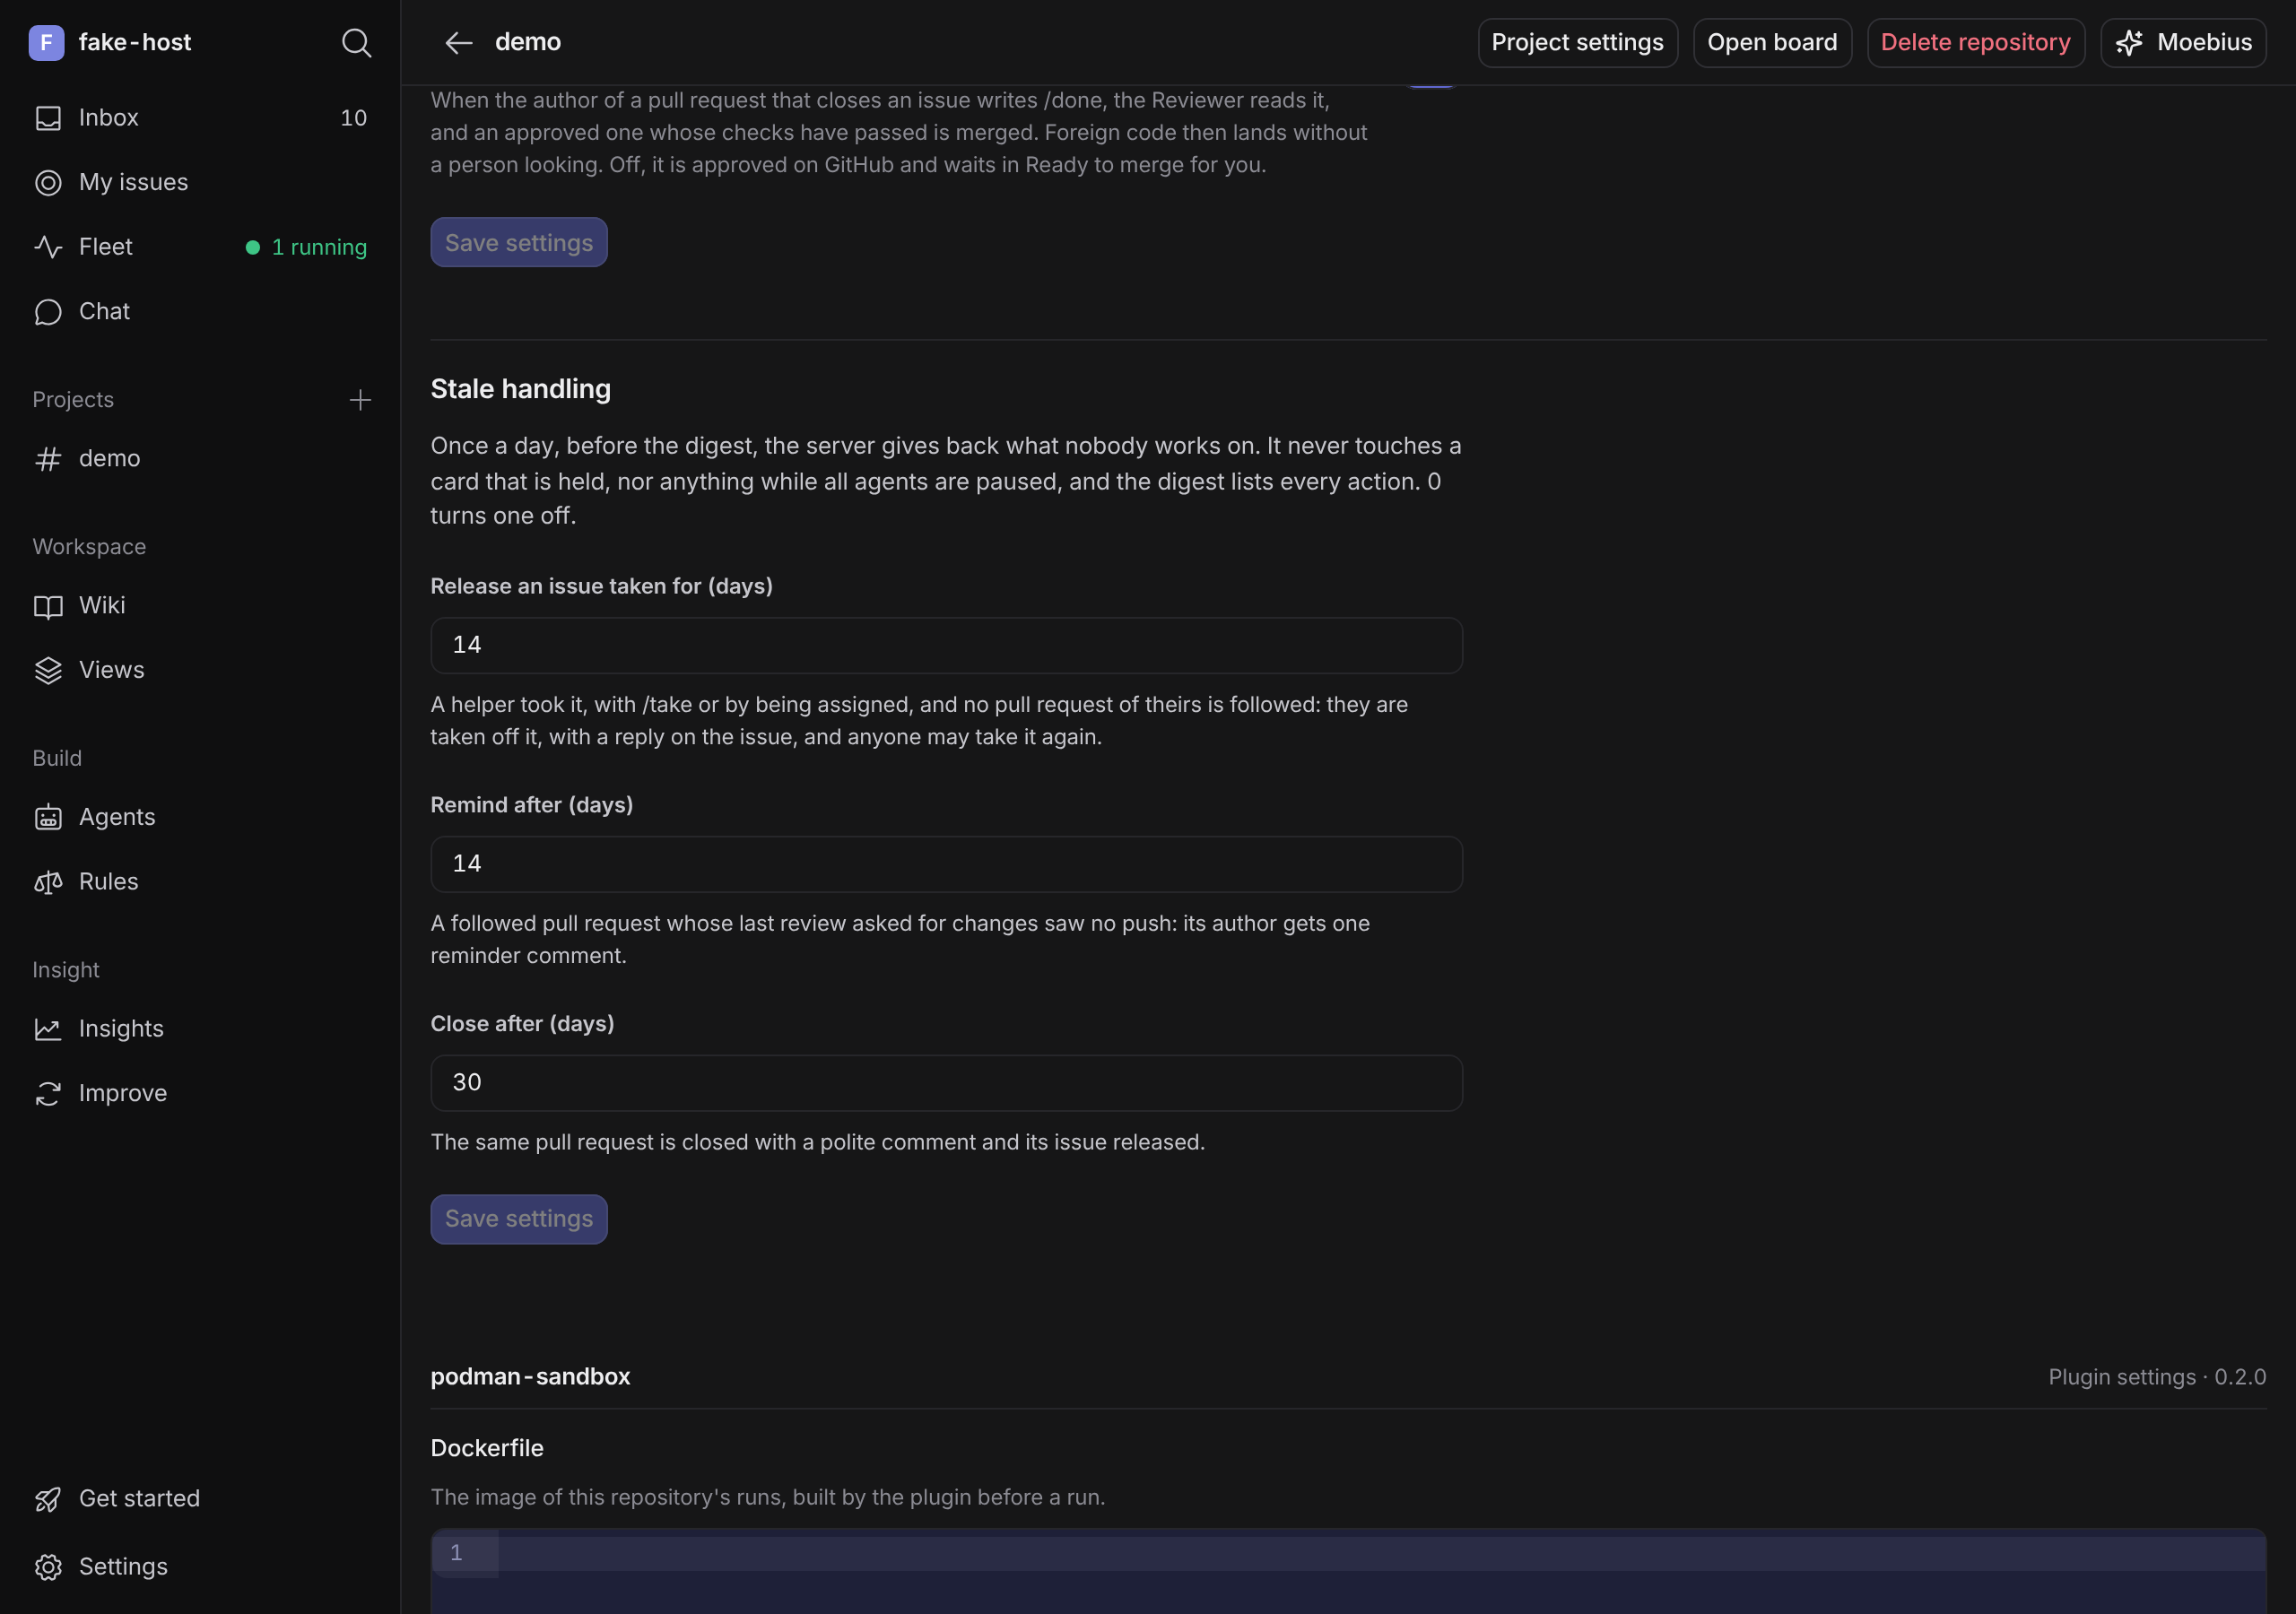 F fake-host
Inbox 10
My issues
Fleet 1 running
Chat
Projects
demo
Workspace
Wiki
Views
Build
Agents
Rules
Insight
Insights
Improve
Get started
Settings
demo
Project settings
Open board
Delete repository
Moebius
When the author of a pull request that closes an issue writes /done, the Reviewer reads it,
and an approved one whose checks have passed is merged. Foreign code then lands without
a person looking. Off, it is approved on GitHub and waits in Ready to merge for you.
Save settings
Stale handling
Once a day, before the digest, the server gives back what nobody works on. It never touches a
card that is held, nor anything while all agents are paused, and the digest lists every action. 0
turns one off.
Release an issue taken for (days)
14
A helper took it, with /take or by being assigned, and no pull request of theirs is followed: they are
taken off it, with a reply on the issue, and anyone may take it again.
Remind after (days)
14
A followed pull request whose last review asked for changes saw no push: its author gets one
reminder comment.
Close after (days)
30
The same pull request is closed with a polite comment and its issue released.
Save settings
podman-sandbox
Plugin settings · 0.2.0
Dockerfile
The image of this repository's runs, built by the plugin before a run.
1